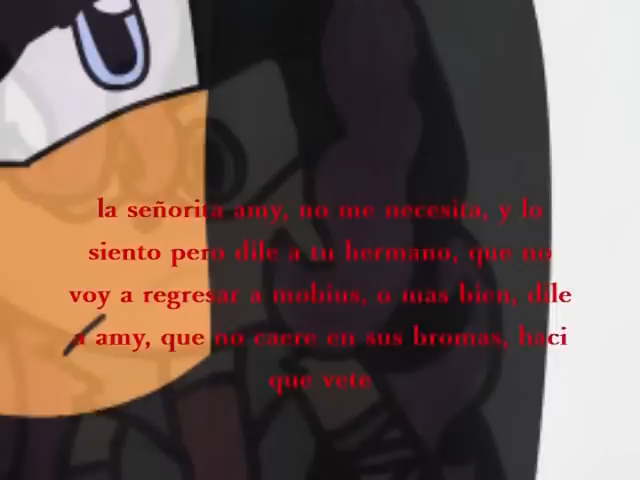 la señorita amy, no me necesita, y lo
siento pero dile a tu hermano, que no
voy a regresar a mobius, o mas bien, dile
a amy, que no caere en sus bromas, haci
que vete